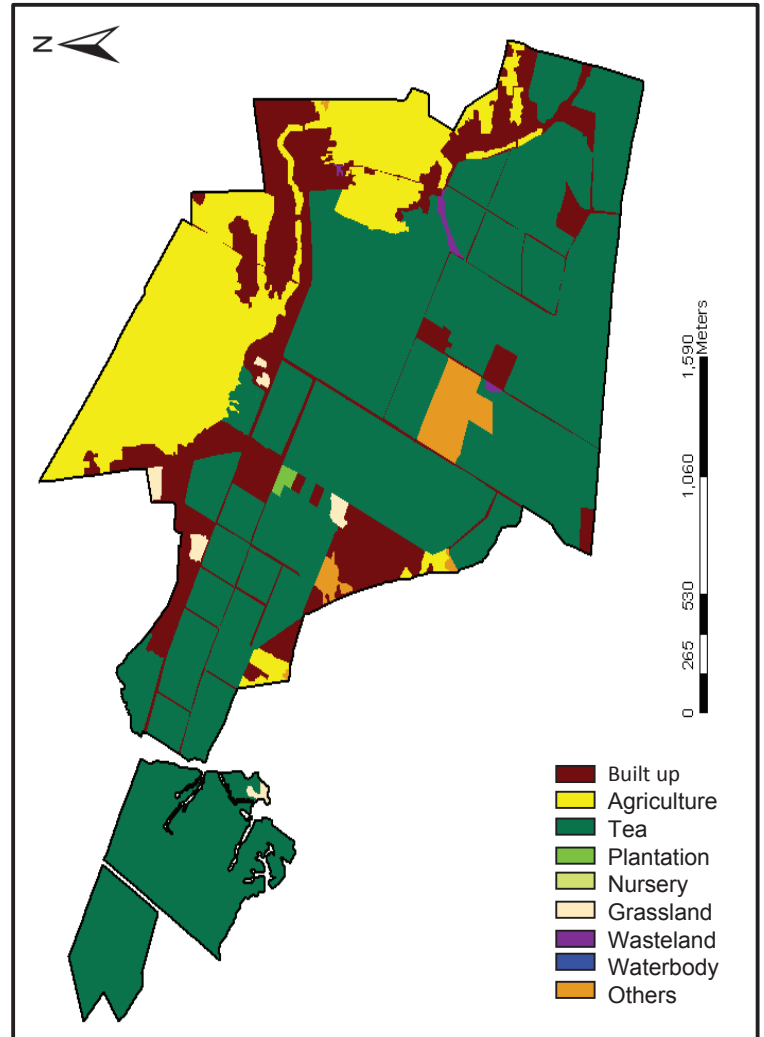 N
1,590
1,060
530
265
0
Meters
Built up
Agriculture
Tea
Plantation
Nursery
Grassland
Wasteland
Waterbody
Others